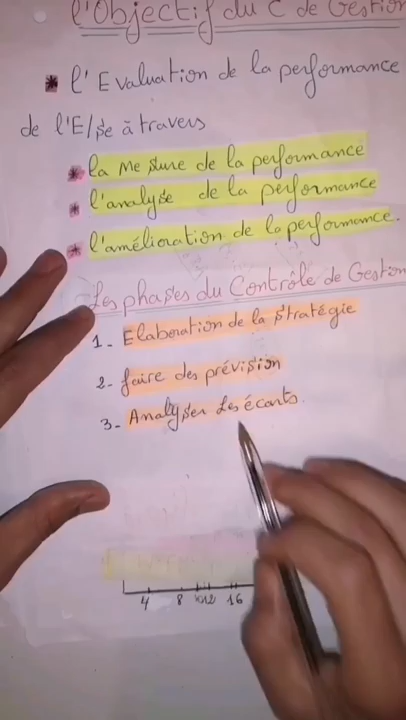 l'Objectif du C de Gestion
* l'Evaluation de la performance
de l'E/se à travers
* la Mesure de la performance
* l'analyse de la performance
* l'amélioration de la performance.
Les phases du Contrôle de Gestion
1- Elaboration de la stratégie
2- faire des prévision
3- Analyser les écarts.
4 8 12 16